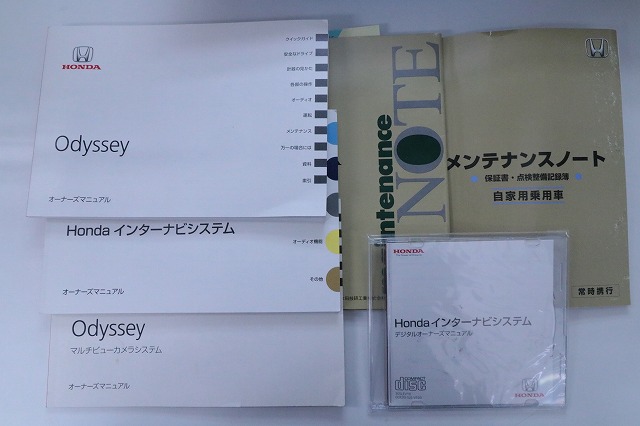 HONDA
Odyssey
オーナーズマニュアル
クイックガイド
安全なドライブ
計器の見かた
各部の操作
オーディオ
運転
メンテナンス
万一の場合には
資料
索引
Honda インターナビシステム
オーナーズマニュアル
オーディオ機能
その他
Odyssey
マルチビューカメラシステム
オーナーズマニュアル
intenance
NOTE
メンテナンスノート
保証書・点検整備記録簿
自家用乗用車
常時携行
HONDA
The Power of Dreams
Honda インターナビシステム
デジタルオーナーズマニュアル
COMPACT
disc
HONDA